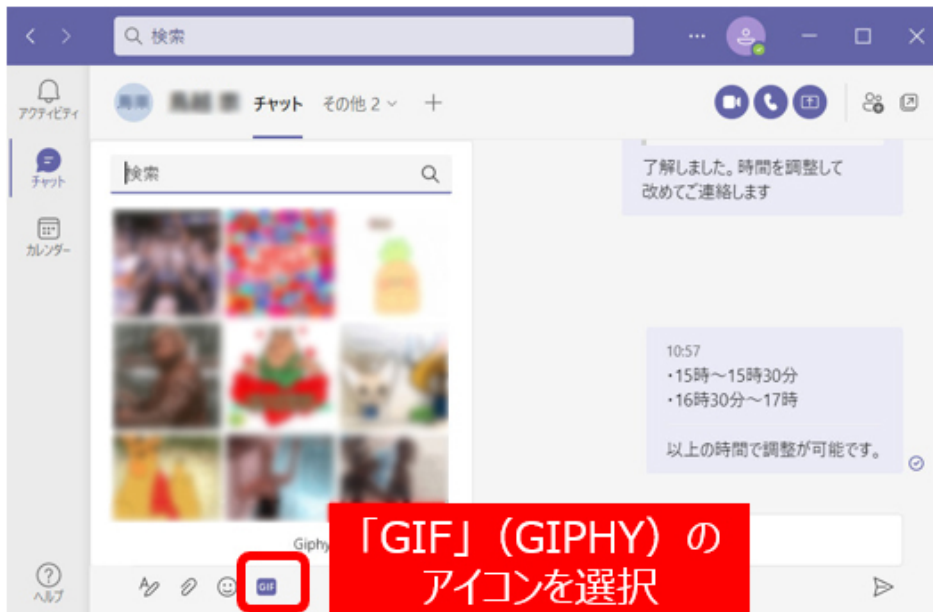 検索
アクティビティ
チャット
カレンダー
ヘルプ
チャット その他 2
検索
Giphy
GIF
了解しました。時間を調整して
改めてご連絡します
10:57
・15時～15時30分
・16時30分～17時
以上の時間で調整が可能です。
「GIF」(GIPHY)の
アイコンを選択